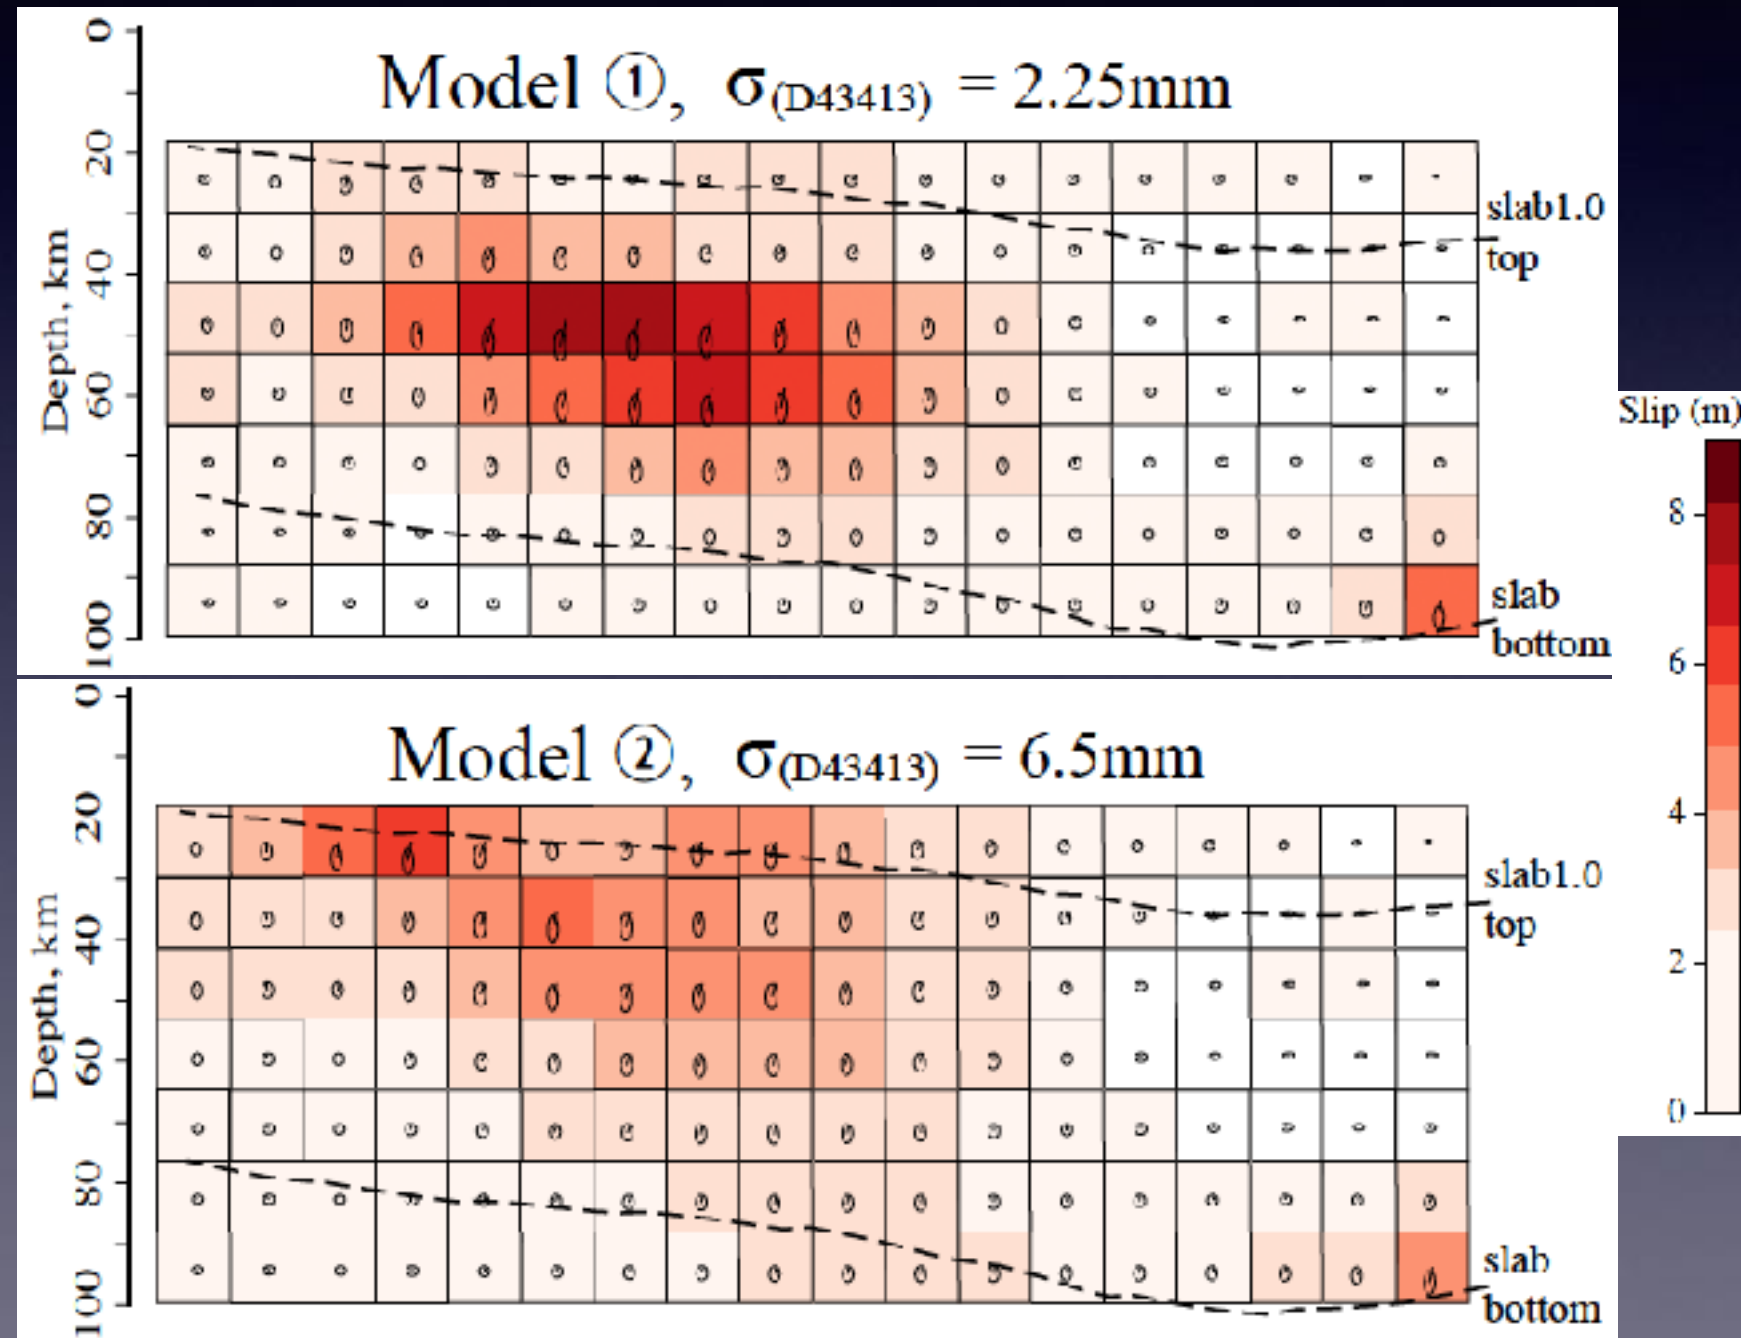 Model ①, σ(D43413) = 2.25mm
0
20
40
60
80
100
Depth, km
slab1.0
top
slab
bottom
Model ②, σ(D43413) = 6.5mm
0
20
40
60
80
100
Depth, km
slab1.0
top
slab
bottom
Slip (m)
8
6
4
2
0